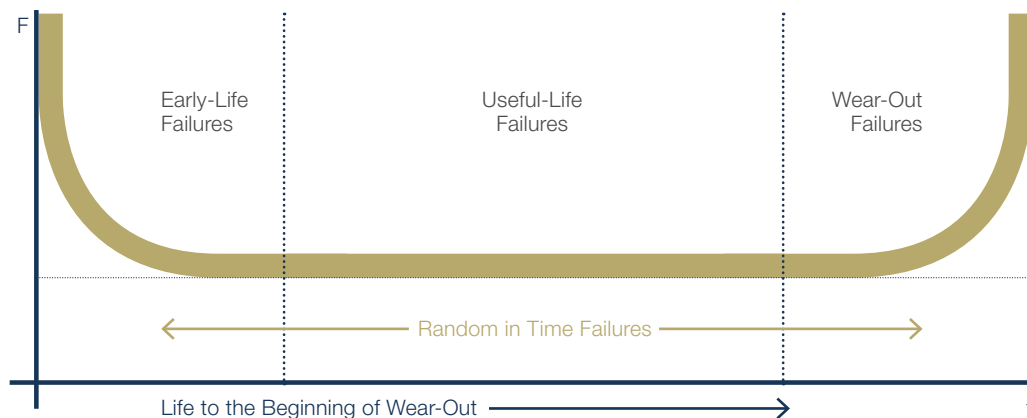 F
Early-Life
Failures
Useful-Life
Failures
Wear-Out
Failures
Random in Time Failures
Life to the Beginning of Wear-Out